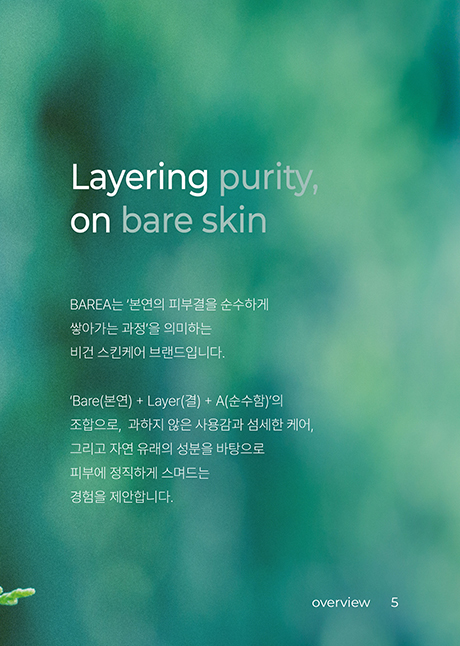 Layering purity,
on bare skin
BAREA는 '본연의 피부결을 순수하게
쌓아가는 과정'을 의미하는
비건 스킨케어 브랜드입니다.
'Bare(본연) + Layer(결) + A(순수함)'의
조합으로, 과하지 않은 사용감과 섬세한 케어,
그리고 자연 유래의 성분을 바탕으로
피부에 정직하게 스며드는
경험을 제안합니다.
overview 5